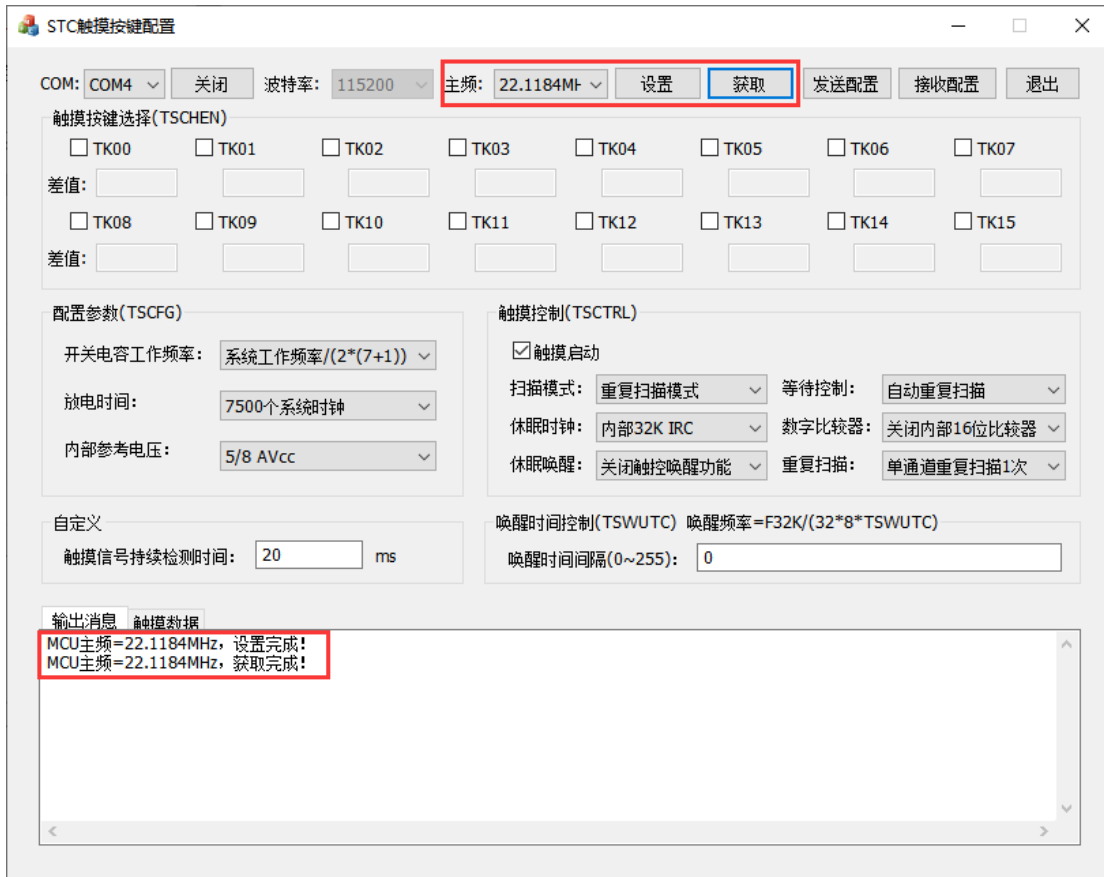 STC触摸按键配置
COM: COM4 关闭 波特率: 115200 主频: 22.1184MH 设置 获取 发送配置 接收配置 退出
触摸按键选择(TSCHEN)
TK00 TK01 TK02 TK03 TK04 TK05 TK06 TK07
差值:
TK08 TK09 TK10 TK11 TK12 TK13 TK14 TK15
差值:
配置参数(TSCFG)
开关电容工作频率: 系统工作频率/(2*(7+1))
放电时间: 7500个系统时钟
内部参考电压: 5/8 AVcc
触摸控制(TSCTRL)
触摸启动
扫描模式: 重复扫描模式 等待控制: 自动重复扫描
休眠时钟: 内部32K IRC 数字比较器: 关闭内部16位比较器
休眠唤醒: 关闭触控唤醒功能 重复扫描: 单通道重复扫描1次
自定义
触摸信号持续检测时间: 20 ms
唤醒时间控制(TSWUTC) 唤醒频率=F32K/(32*8*TSWUTC)
唤醒时间间隔(0~255): 0
输出消息 触摸数据
MCU主频=22.1184MHz，设置完成!
MCU主频=22.1184MHz，获取完成!